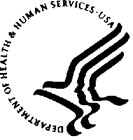 DEPARTMENT OF HEALTH & HUMAN SERVICES · USA